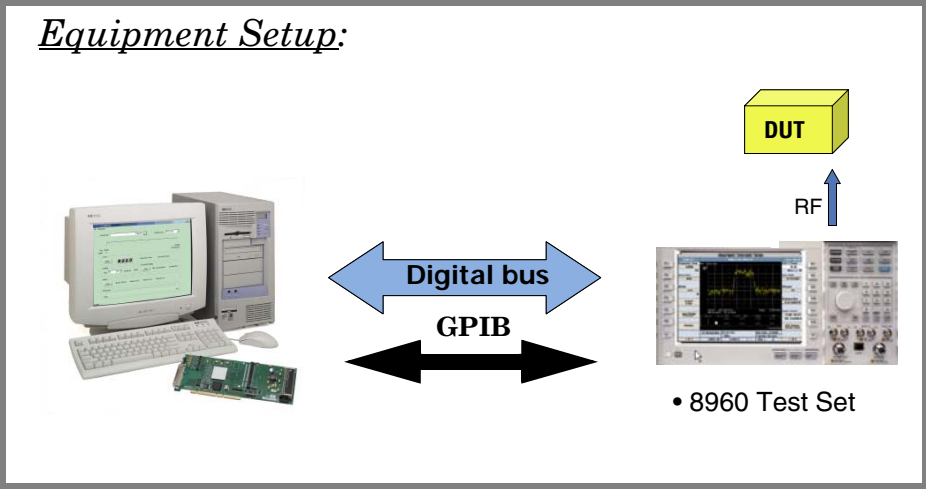 Equipment Setup:
DUT
RF
Digital bus
GPIB
• 8960 Test Set